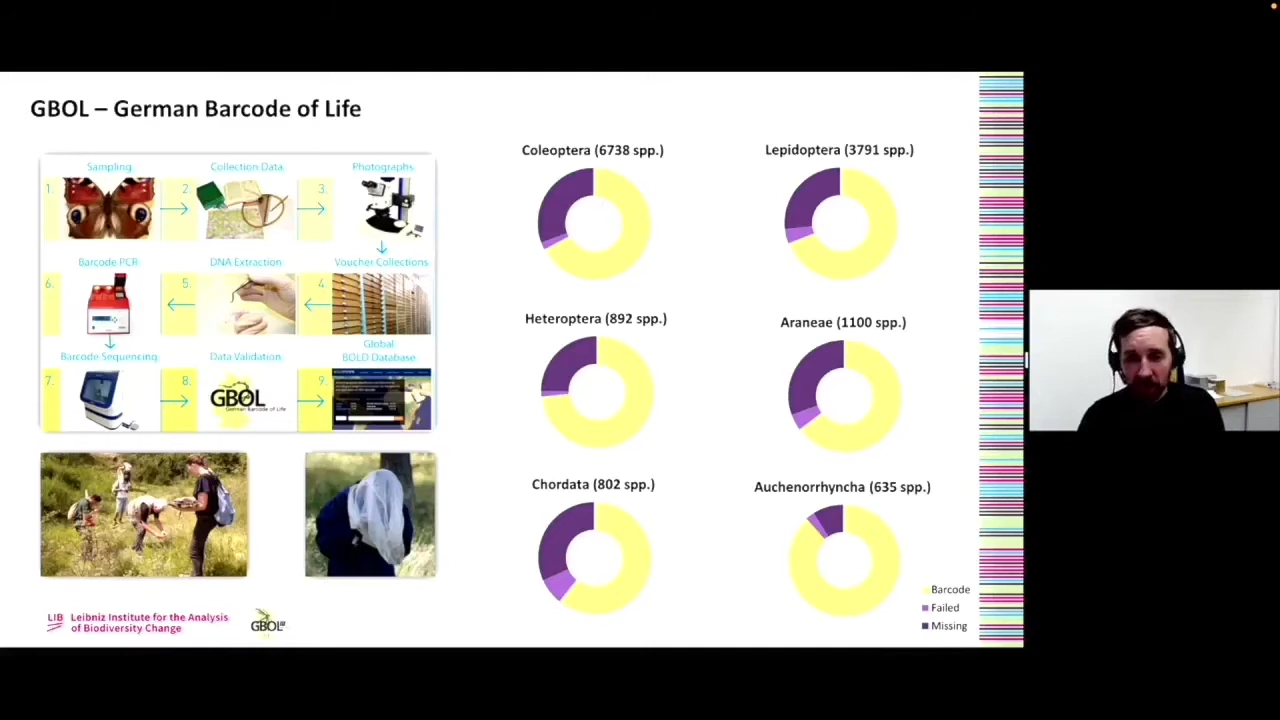 GBOL – German Barcode of Life
Sampling
Collection Data
Photographs
1.
2.
3.
Barcode PCR
DNA Extraction
Voucher Collections
6.
5.
4.
Barcode Sequencing
Data Validation
Global
BOLD Database
7.
8.
9.
GBOL
German Barcode of Life
Coleoptera (6738 spp.)
Lepidoptera (3791 spp.)
Heteroptera (892 spp.)
Araneae (1100 spp.)
Chordata (802 spp.)
Auchenorrhyncha (635 spp.)
Barcode
Failed
Missing
LIB Leibniz Institute for the Analysis
of Biodiversity Change
GBOL